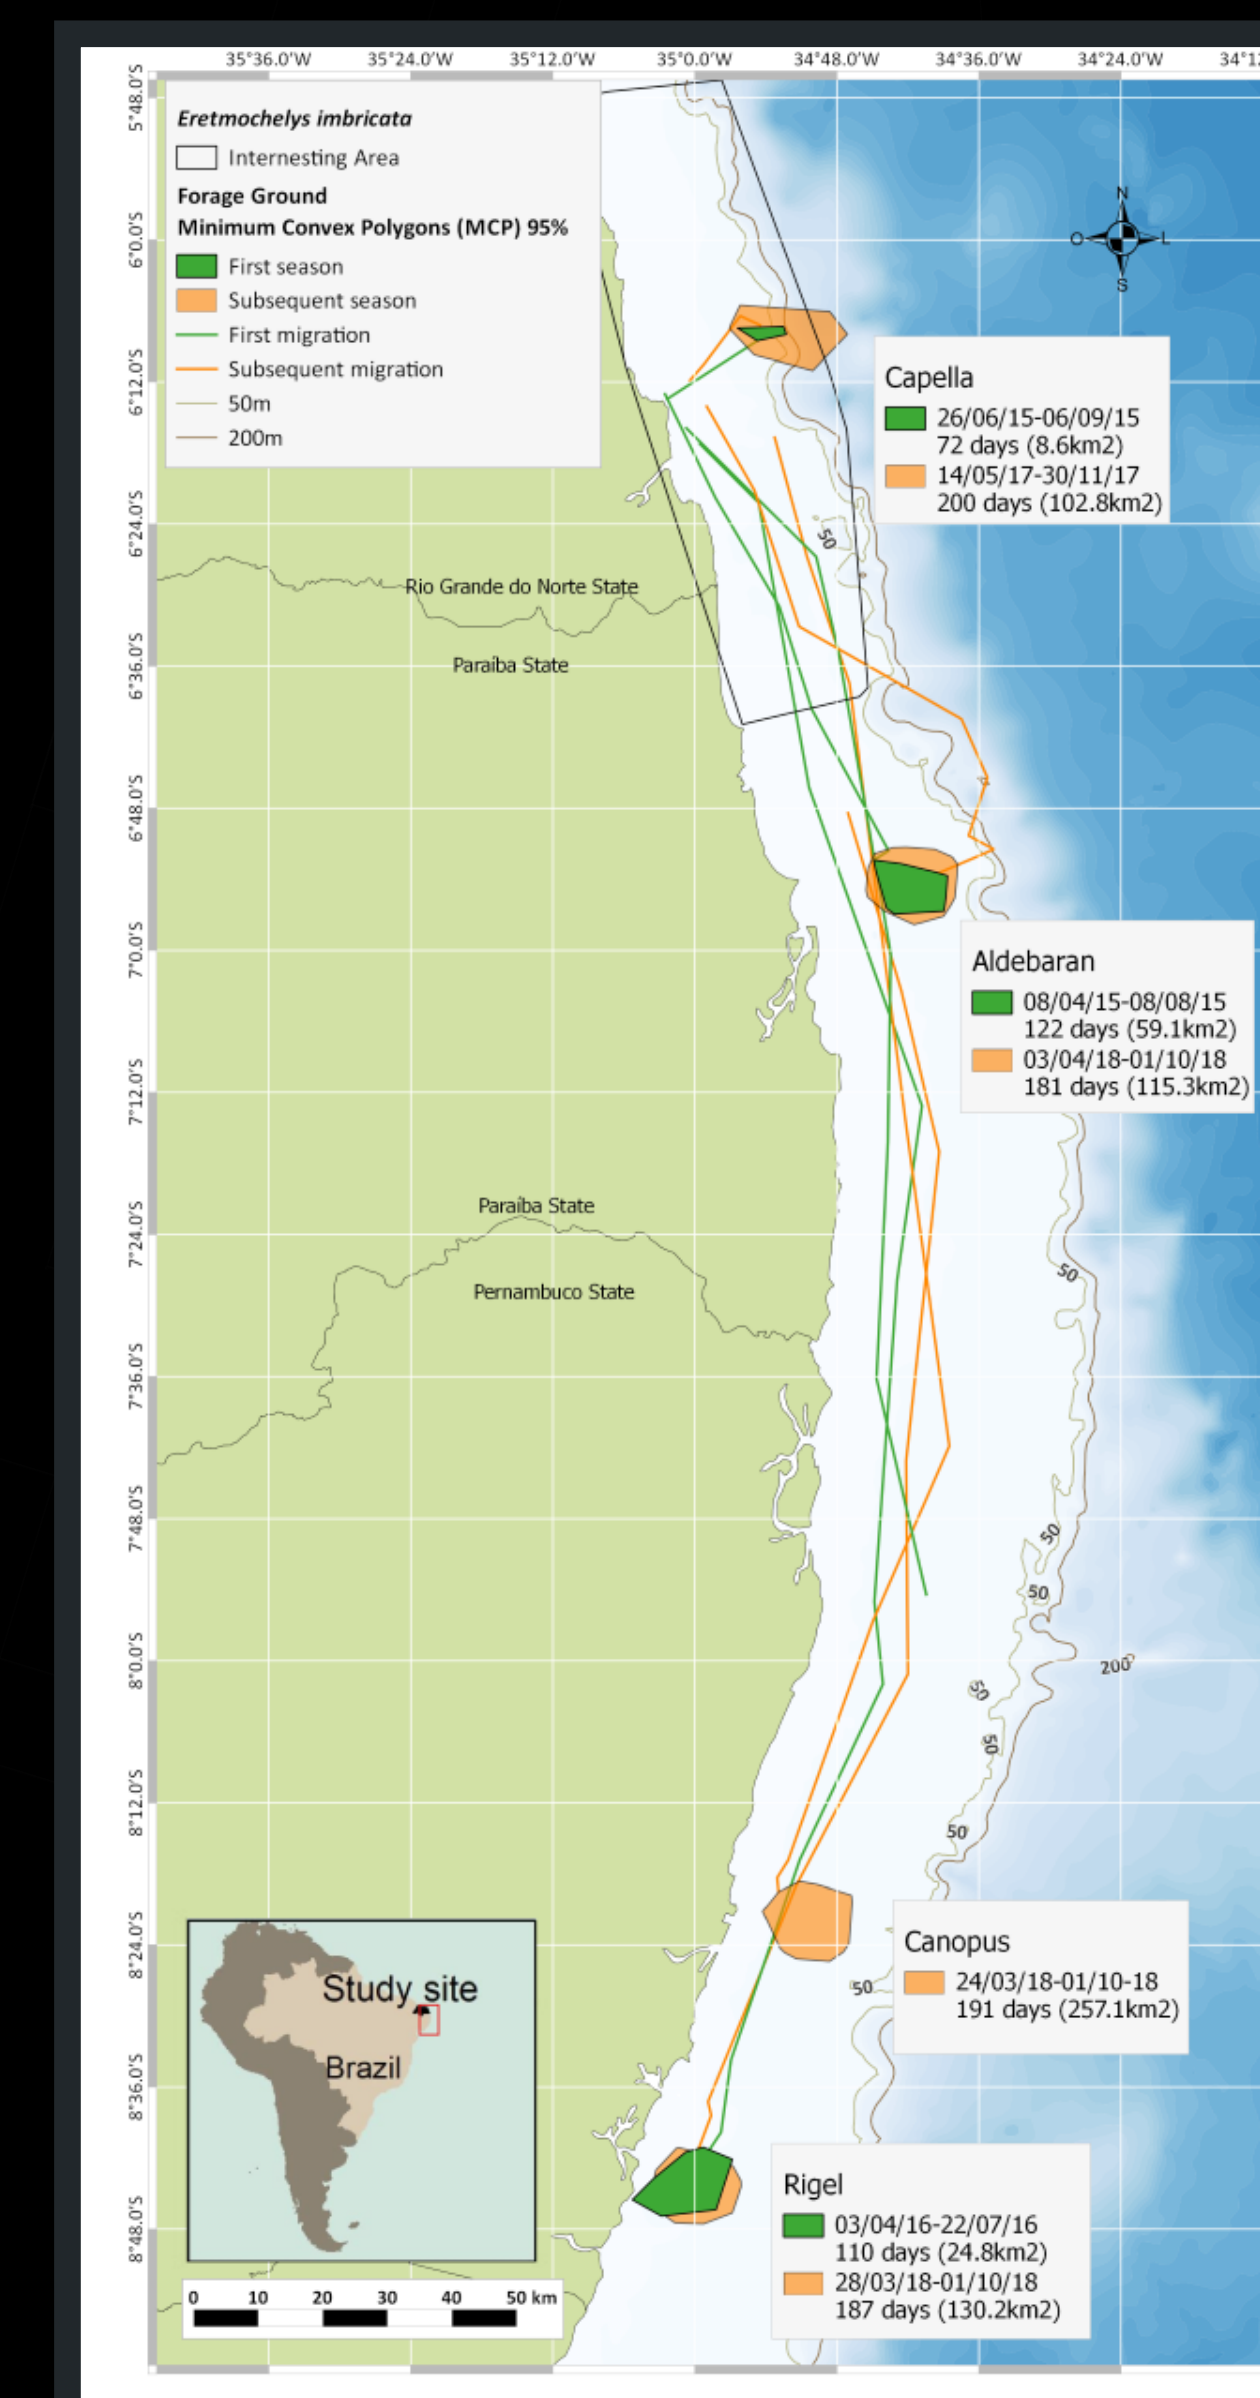 35°36.0'W 35°24.0'W 35°12.0'W 35°0.0'W 34°48.0'W 34°36.0'W 34°24.0'W
5°48.0'S
6°0.0'S
6°12.0'S
6°24.0'S
6°36.0'S
6°48.0'S
7°0.0'S
7°12.0'S
7°24.0'S
7°36.0'S
7°48.0'S
8°0.0'S
8°12.0'S
8°24.0'S
8°36.0'S
8°48.0'S
Eretmochelys imbricata
Internesting Area
Forage Ground
Minimum Convex Polygons (MCP) 95%
First season
Subsequent season
First migration
Subsequent migration
50m
200m
N
O L
S
Capella
26/06/15-06/09/15
72 days (8.6km2)
14/05/17-30/11/17
200 days (102.8km2)
50
Rio Grande do Norte State
Paraíba State
Aldebaran
08/04/15-08/08/15
122 days (59.1km2)
03/04/18-01/10/18
181 days (115.3km2)
Paraíba State
50
Pernambuco State
50
50
200
50
50
50
Canopus
24/03/18-01/10-18
191 days (257.1km2)
50
Study site
Brazil
Rigel
03/04/16-22/07/16
110 days (24.8km2)
28/03/18-01/10/18
187 days (130.2km2)
0 10 20 30 40 50 km